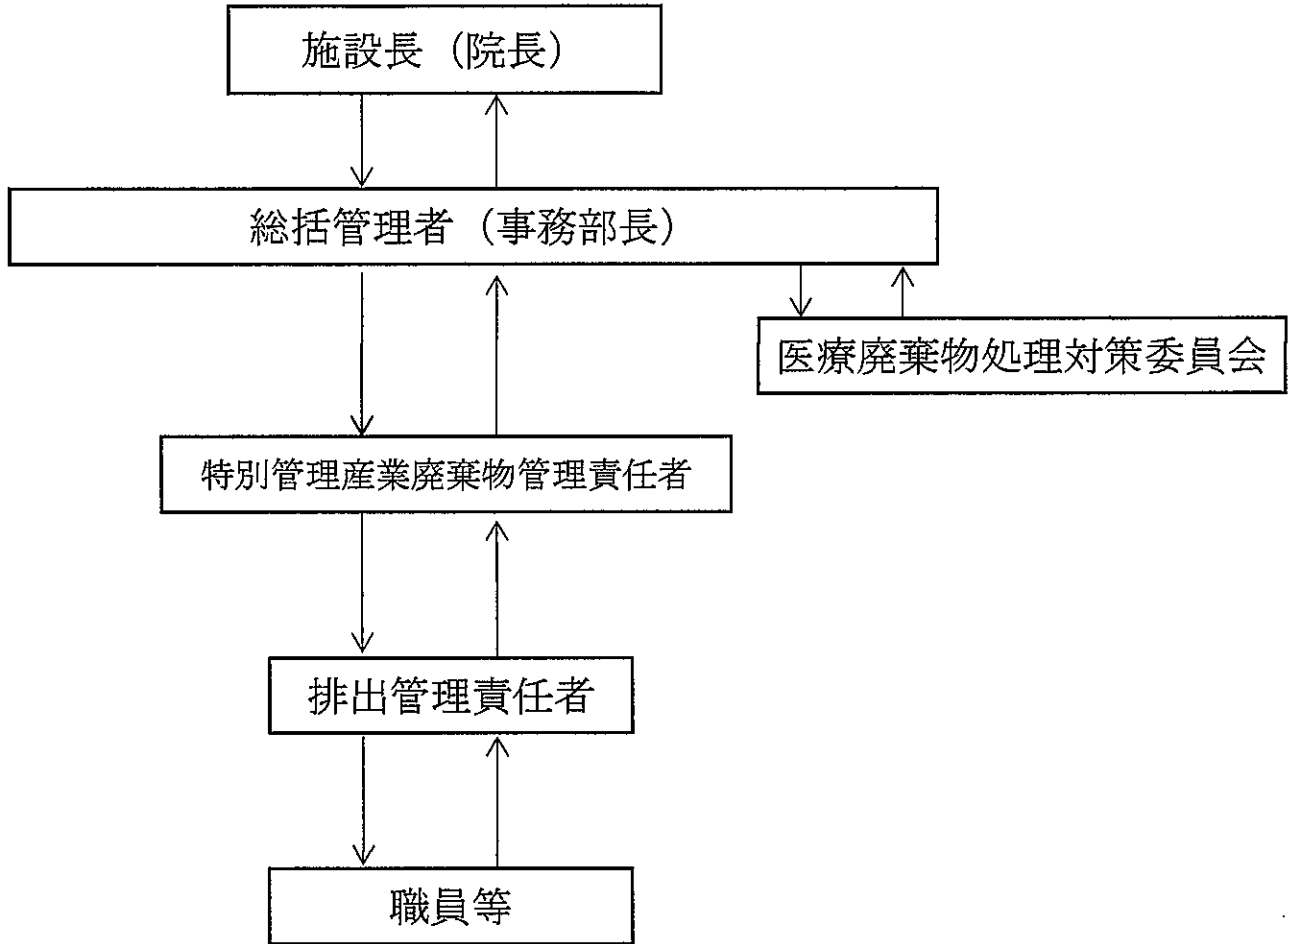 施設長（院長）
総括管理者（事務部長）
医療廃棄物処理対策委員会
特別管理産業廃棄物管理責任者
排出管理責任者
職員等